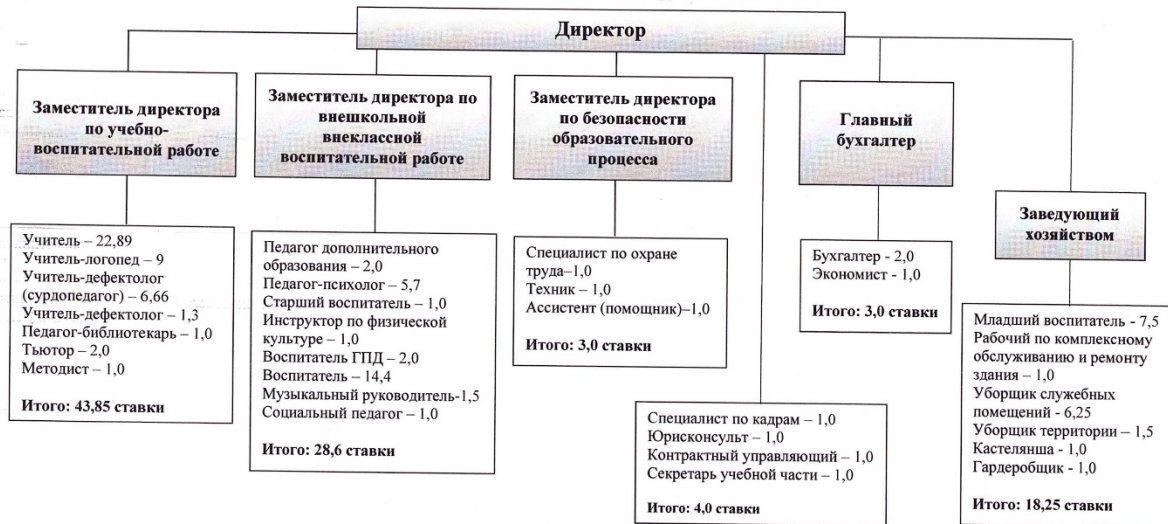 Директор
Заместитель директора
по учебно-
воспитательной работе
Заместитель директора по
внешкольной
внеклассной
воспитательной работе
Заместитель директора
по безопасности
образовательного
процесса
Главный
бухгалтер
Заведующий
хозяйством
Учитель – 22,89
Учитель-логопед – 9
Учитель-дефектолог
(сурдопедагог) – 6,66
Учитель-дефектолог – 1,3
Педагог-библиотекарь – 1,0
Тьютор – 2,0
Методист – 1,0
Итого: 43,85 ставки
Педагог дополнительного
образования – 2,0
Педагог-психолог – 5,7
Старший воспитатель – 1,0
Инструктор по физической
культуре – 1,0
Воспитатель ГПД – 2,0
Воспитатель – 14,4
Музыкальный руководитель-1,5
Социальный педагог – 1,0
Итого: 28,6 ставки
Специалист по охране
труда–1,0
Техник – 1,0
Ассистент (помощник)–1,0
Итого: 3,0 ставки
Специалист по кадрам – 1,0
Юрисконсульт – 1,0
Контрактный управляющий – 1,0
Секретарь учебной части – 1,0
Итого: 4,0 ставки
Бухгалтер - 2,0
Экономист - 1,0
Итого: 3,0 ставки
Младший воспитатель - 7,5
Рабочий по комплексному
обслуживанию и ремонту
здания – 1,0
Уборщик служебных
помещений - 6,25
Уборщик территории – 1,5
Кастелянша – 1,0
Гардеробщик - 1,0
Итого: 18,25 ставки